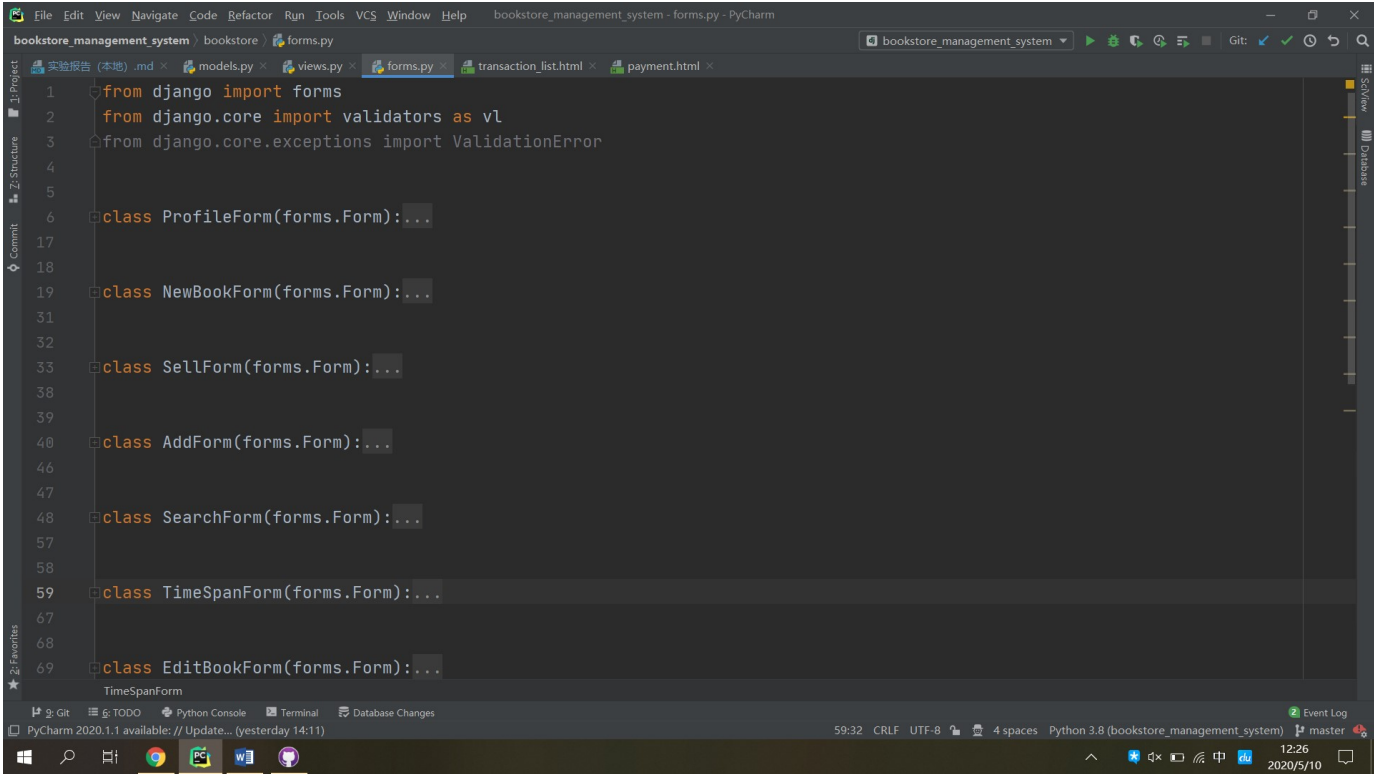 File Edit View Navigate Code Refactor Run Tools VCS Window Help bookstore_management_system - forms.py - PyCharm
bookstore_management_system bookstore forms.py bookstore_management_system Git:
实验报告 (本地) .md models.py views.py forms.py transaction_list.html payment.html
1: Project
Z: Structure
Commit
2: Favorites
SciView
Database
1 from django import forms
2 from django.core import validators as vl
3 from django.core.exceptions import ValidationError
4
5
6 class ProfileForm(forms.Form):...
17
18
19 class NewBookForm(forms.Form):...
31
32
33 class SellForm(forms.Form):...
38
39
40 class AddForm(forms.Form):...
46
47
48 class SearchForm(forms.Form):...
57
58
59 class TimeSpanForm(forms.Form):...
67
68
69 class EditBookForm(forms.Form):...
TimeSpanForm
9: Git 6: TODO Python Console Terminal Database Changes 2 Event Log
PyCharm 2020.1.1 available: // Update... (yesterday 14:11) 59:32 CRLF UTF-8 4 spaces Python 3.8 (bookstore_management_system) master
PC W 中 du 12:26
2020/5/10